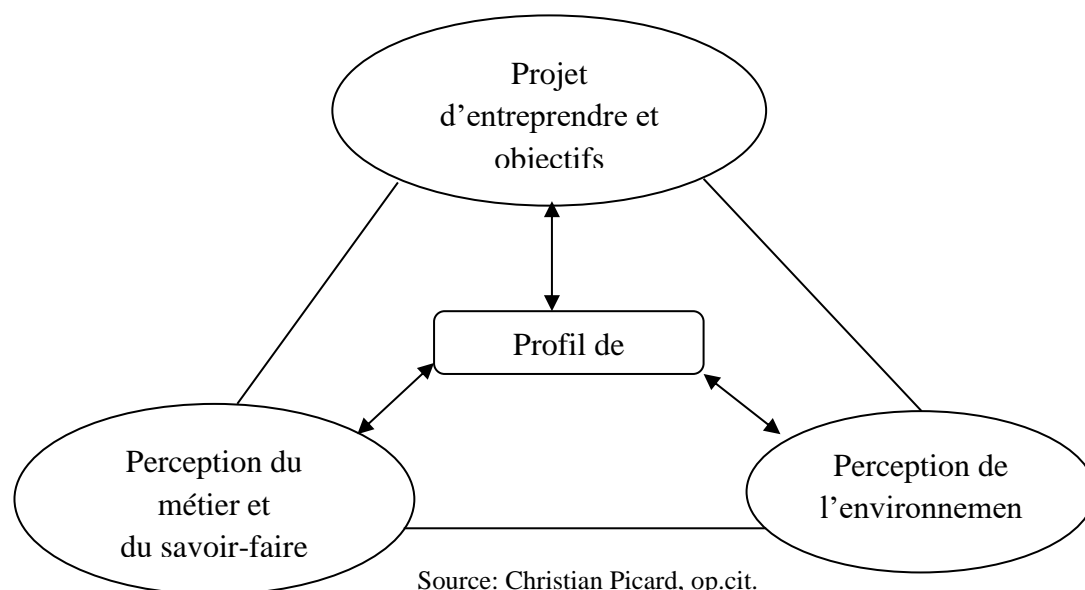 Projet
d'entreprendre et
objectifs
Profil de
Perception du
métier et
du savoir-faire
Perception de
l'environnemen
Source: Christian Picard, op.cit.